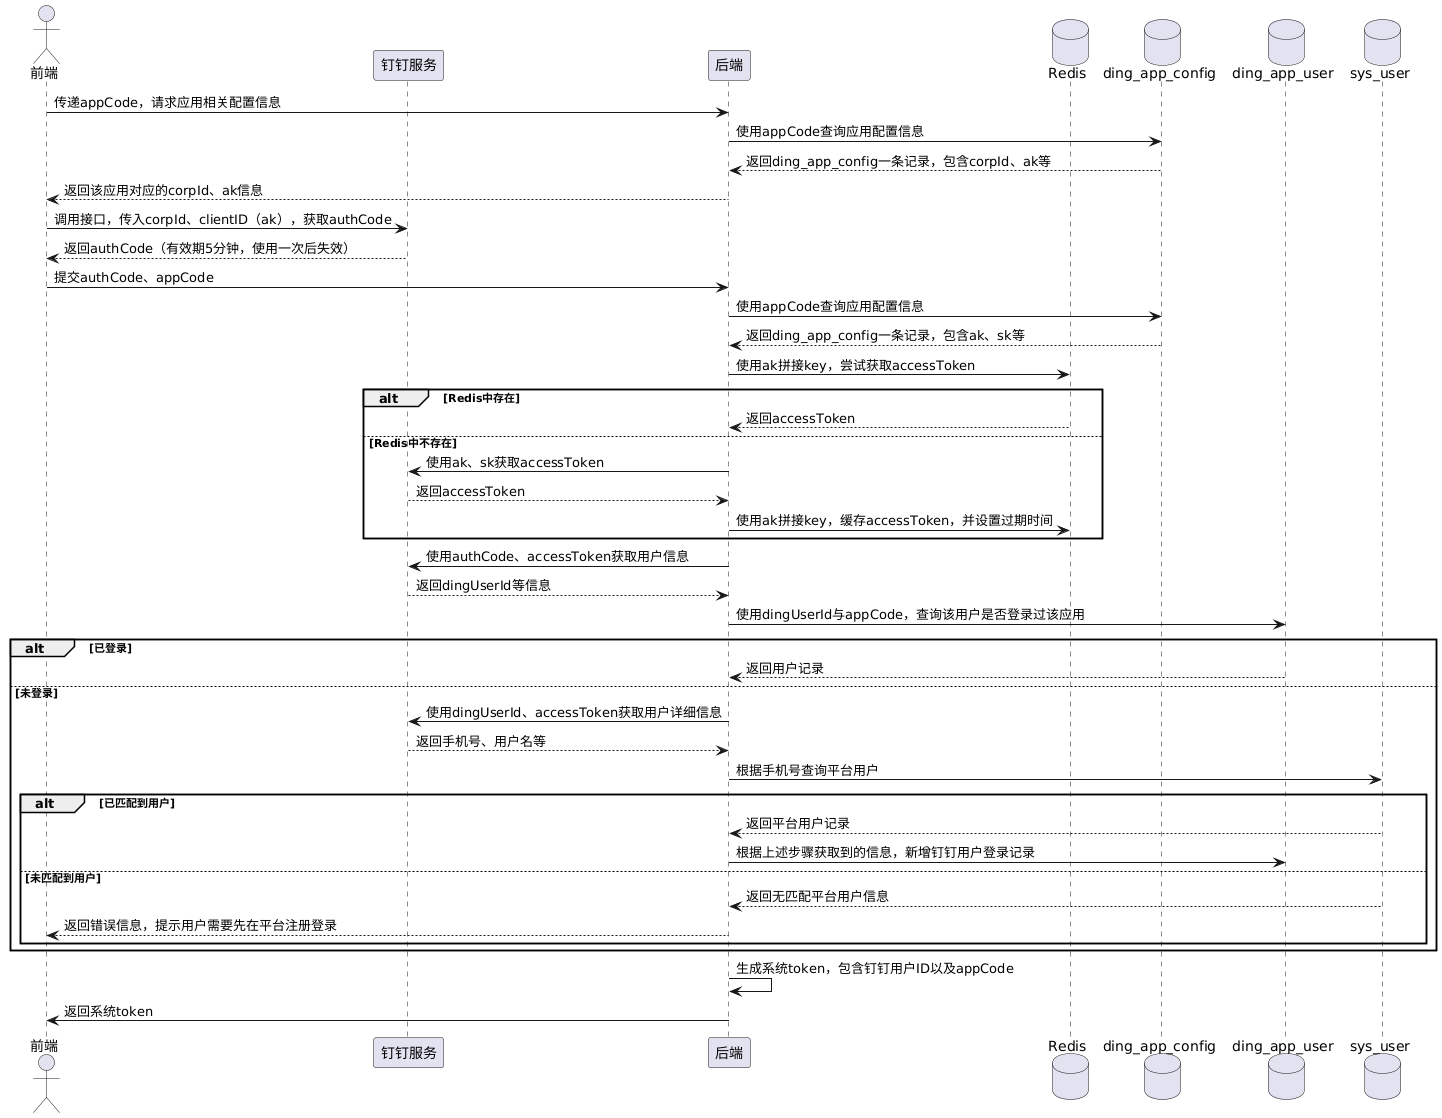 前端
钉钉服务
后端
Redis
ding_app_config
ding_app_user
sys_user
传递appCode，请求应用相关配置信息
使用appCode查询应用配置信息
返回ding_app_config一条记录，包含corpId、ak等
返回该应用对应的corpId、ak信息
调用接口，传入corpId、clientID（ak），获取authCode
返回authCode（有效期5分钟，使用一次后失效）
提交authCode、appCode
使用appCode查询应用配置信息
返回ding_app_config一条记录，包含ak、sk等
使用ak拼接key，尝试获取accessToken
alt [Redis中存在]
返回accessToken
[Redis中不存在]
使用ak、sk获取accessToken
返回accessToken
使用ak拼接key，缓存accessToken，并设置过期时间
使用authCode、accessToken获取用户信息
返回dingUserId等信息
使用dingUserId与appCode，查询该用户是否登录过该应用
alt [已登录]
返回用户记录
[未登录]
使用dingUserId、accessToken获取用户详细信息
返回手机号、用户名等
根据手机号查询平台用户
alt [已匹配到用户]
返回平台用户记录
根据上述步骤获取到的信息，新增钉钉用户登录记录
[未匹配到用户]
返回无匹配平台用户信息
返回错误信息，提示用户需要先在平台注册登录
生成系统token，包含钉钉用户ID以及appCode
返回系统token
前端
钉钉服务
后端
Redis
ding_app_config
ding_app_user
sys_user